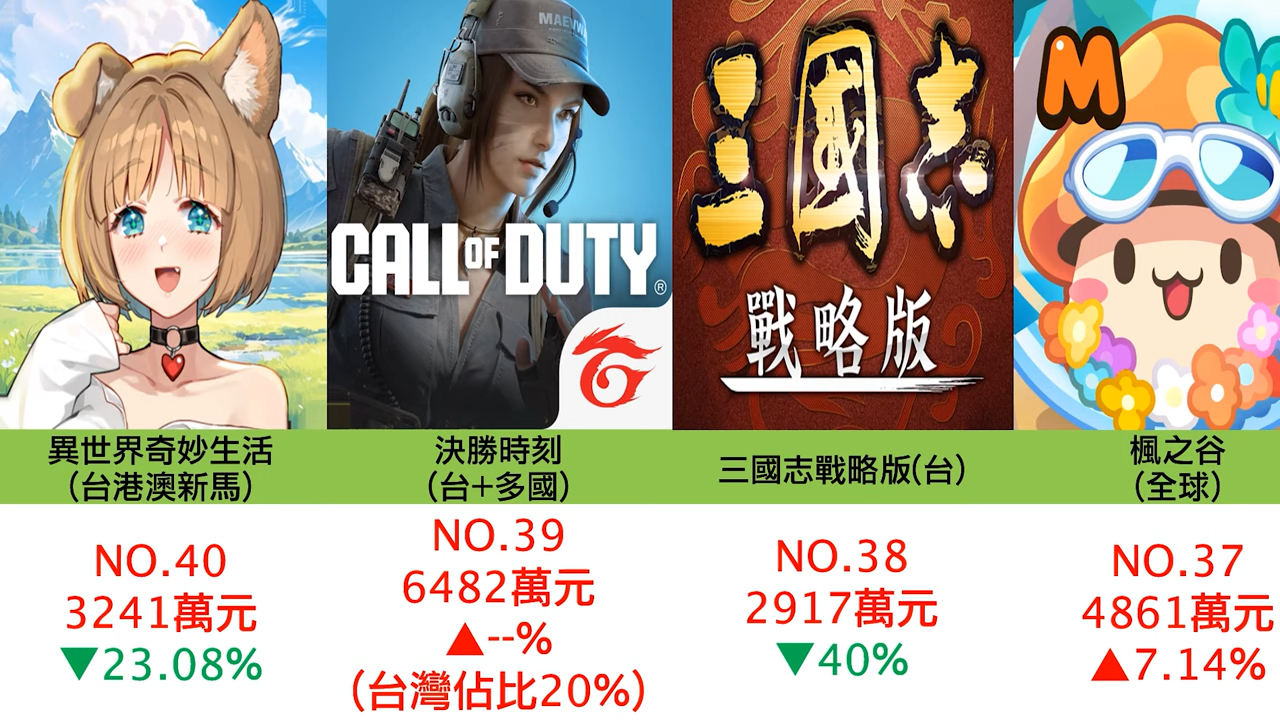 MAEVW
CALL OF DUTY®
三國志
戰略版
M
異世界奇妙生活
(台港澳新馬)
NO.40
3241萬元
▼23.08%
決勝時刻
(台+多國)
NO.39
6482萬元
▲--%
(台灣佔比20%)
三國志戰略版(台)
NO.38
2917萬元
▼40%
楓之谷
(全球)
NO.37
4861萬元
▲7.14%